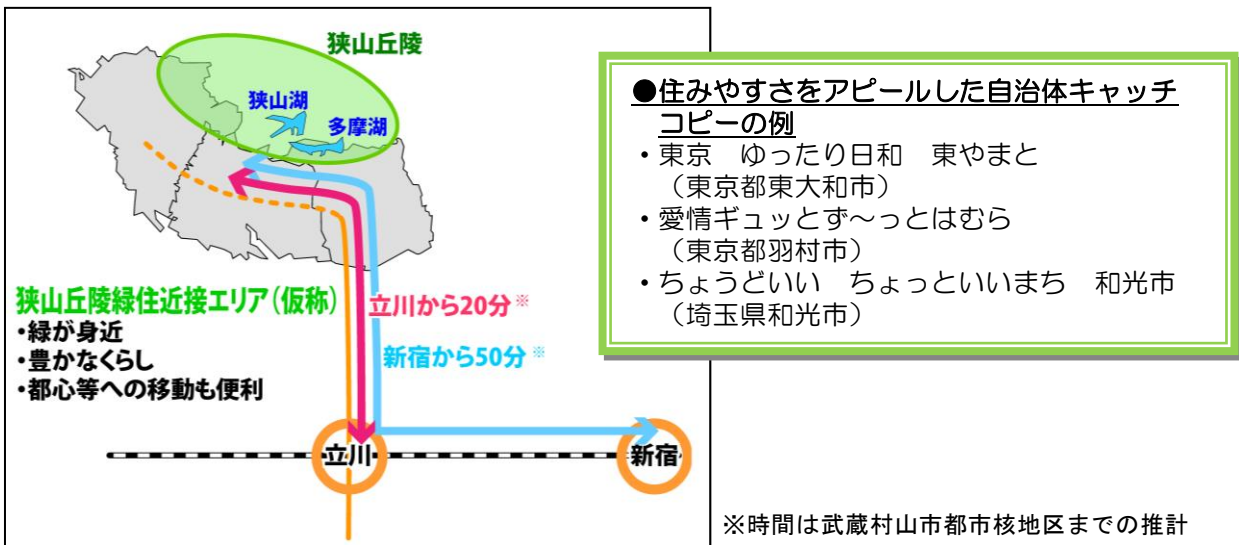 狭山丘陵
狭山湖
多摩湖
狭山丘陵緑住近接エリア(仮称)
・緑が身近
・豊かなくらし
・都心等への移動も便利
立川から20分※
新宿から50分※
立川
新宿
●住みやすさをアピールした自治体キャッチ
コピーの例
・東京　ゆったり日和　東やまと
（東京都東大和市）
・愛情ギュッとず～っとはむら
（東京都羽村市）
・ちょうどいい　ちょっといいまち　和光市
（埼玉県和光市）
※時間は武蔵村山市都市核地区までの推計